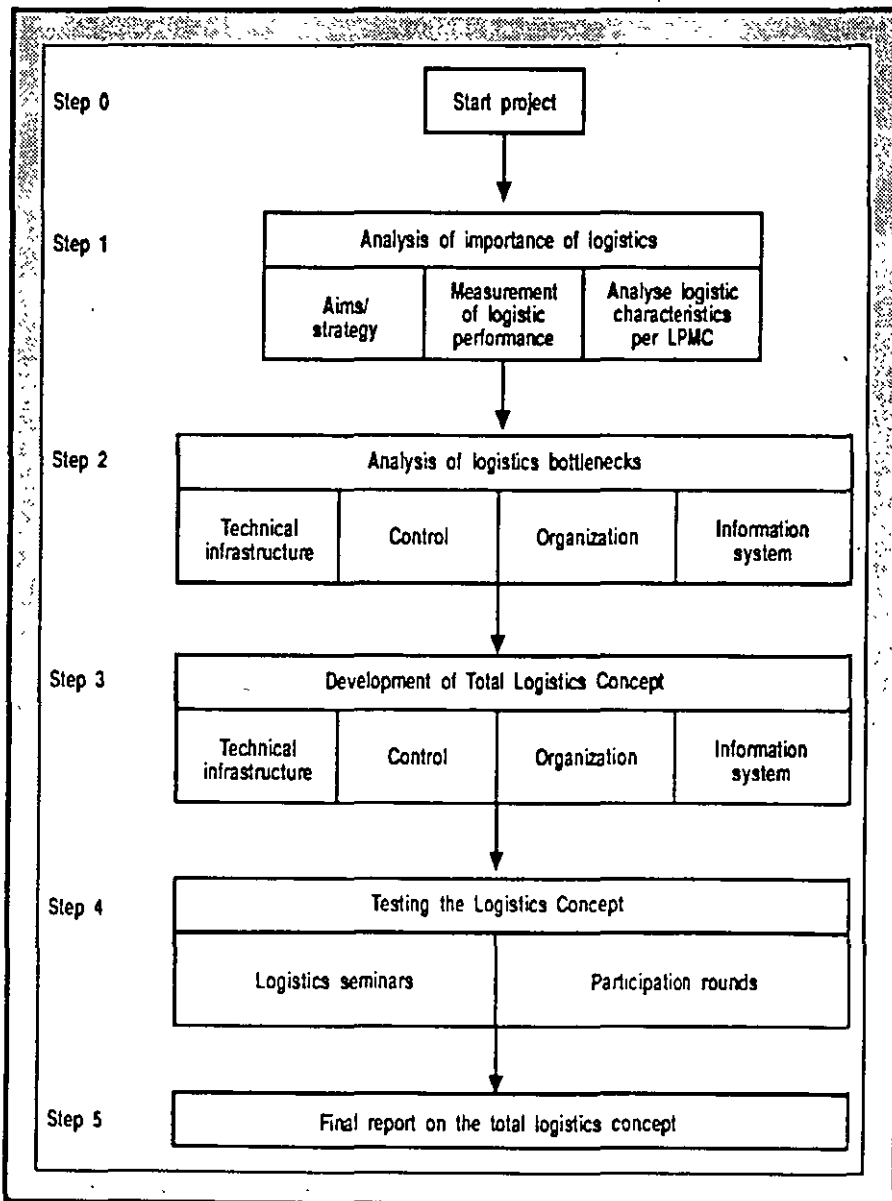 Step 0
Start project
Step 1
Analysis of importance of logistics
Aims/
strategy
Measurement
of logistic
performance
Analyse logistic
characteristics
per LPMC
Step 2
Analysis of logistics bottlenecks
Technical
infrastructure
Control
Organization
Information
system
Step 3
Development of Total Logistics Concept
Technical
infrastructure
Control
Organization
Information
system
Step 4
Testing the Logistics Concept
Logistics seminars
Participation rounds
Step 5
Final report on the total logistics concept